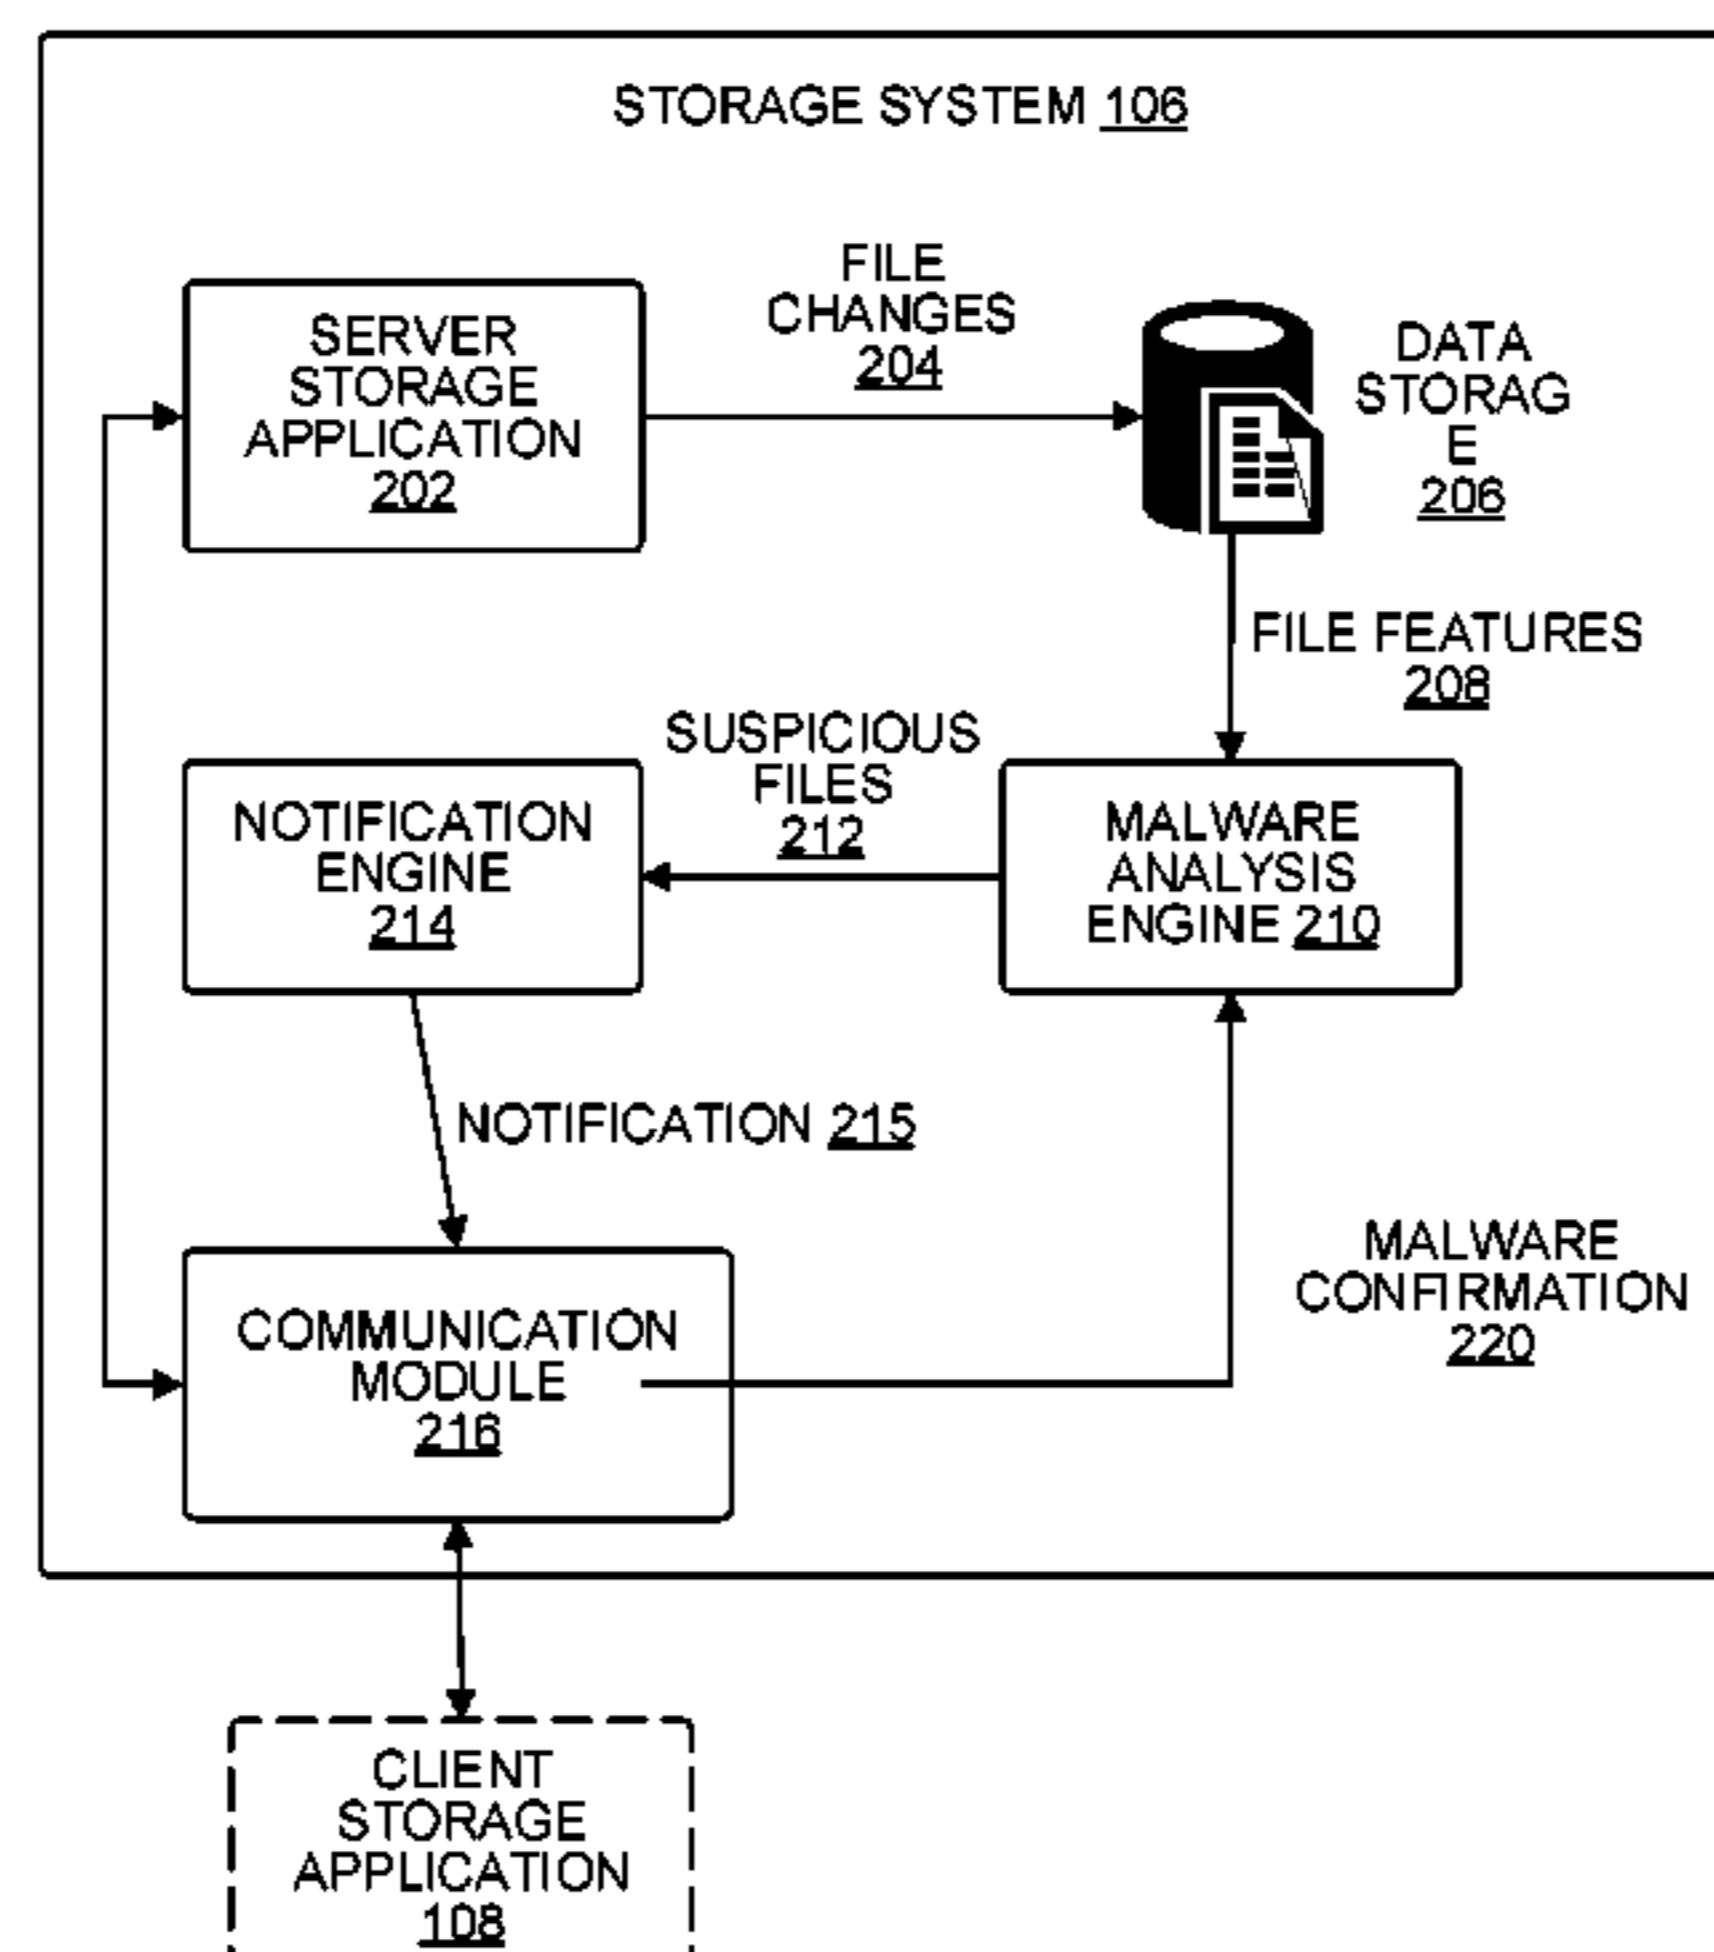 STORAGE SYSTEM 106
FILE
CHANGES
204
SERVER
STORAGE
APPLICATION
202
DATA
STORAG
E
206
FILE FEATURES
208
SUSPICIOUS
FILES
212
NOTIFICATION
ENGINE
214
MALWARE
ANALYSIS
ENGINE 210
NOTIFICATION 215
MALWARE
CONFIRMATION
220
COMMUNICATION
MODULE
216
CLIENT
STORAGE
APPLICATION
108